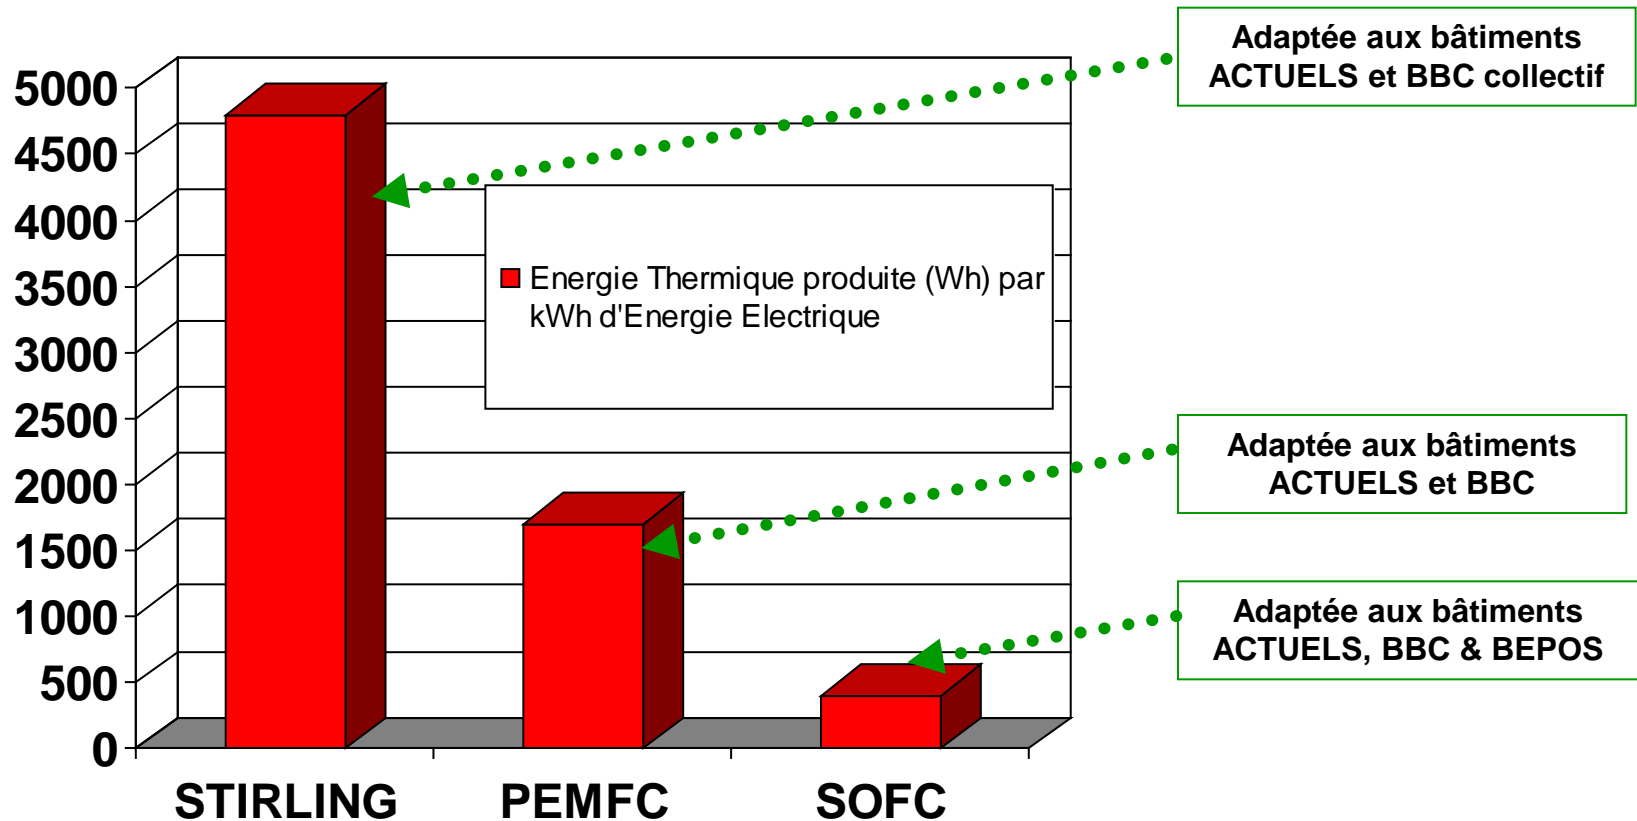 Adaptée aux bâtiments
ACTUELS et BBC collectif
5000
4500
4000
3500
3000
2500
2000
1500
1000
500
0
Energie Thermique produite (Wh) par
kWh d'Energie Electrique
Adaptée aux bâtiments
ACTUELS et BBC
Adaptée aux bâtiments
ACTUELS, BBC & BEPOS
STIRLING PEMFC SOFC